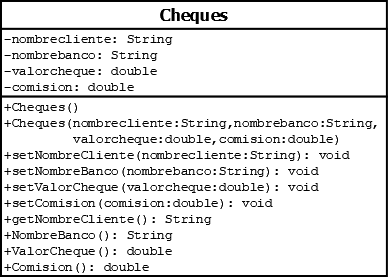 Cheques
-nombrecliente: String
-nombrebanco: String
-valorcheque: double
-comision: double
+Cheques()
+Cheques(nombrecliente:String,nombrebanco:String,
valorcheque:double,comision:double)
+setNombreCliente(nombrecliente:String): void
+setNombreBanco(nombrebanco:String): void
+setValorCheque(valorcheque:double): void
+setComision(comision:double): void
+getNombreCliente(): String
+NombreBanco(): String
+ValorCheque(): double
+Comision(): double